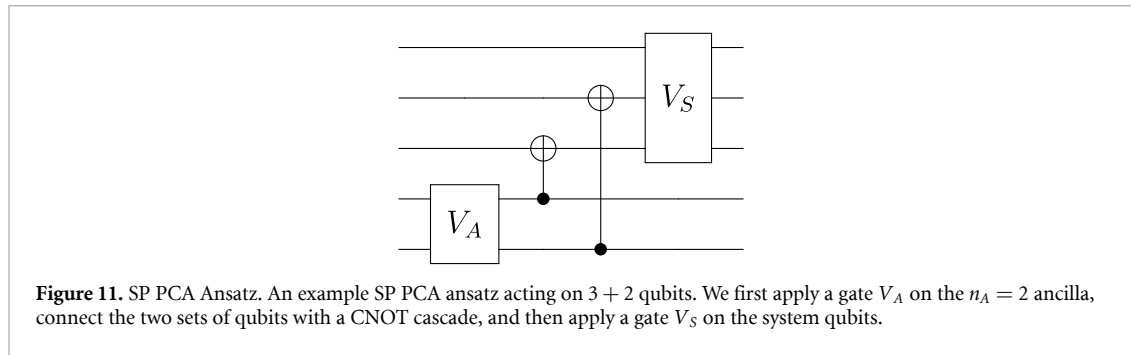 V_S
V_A
Figure 11. SP PCA Ansatz. An example SP PCA ansatz acting on 3 + 2 qubits. We first apply a gate V_A on the n_A = 2 ancilla,
connect the two sets of qubits with a CNOT cascade, and then apply a gate V_S on the system qubits.